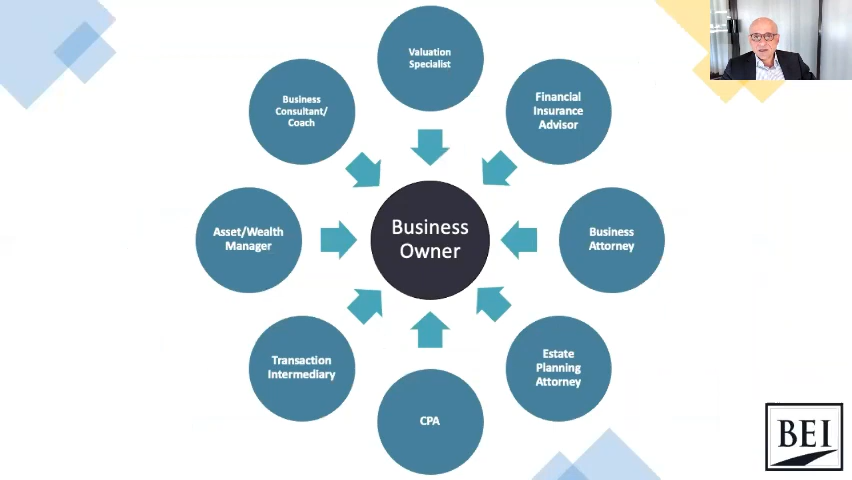 Valuation
Specialist
Financial
Insurance
Advisor
Business
Attorney
Estate
Planning
Attorney
CPA
Transaction
Intermediary
Asset/Wealth
Manager
Business
Consultant/
Coach
Business
Owner
BEI